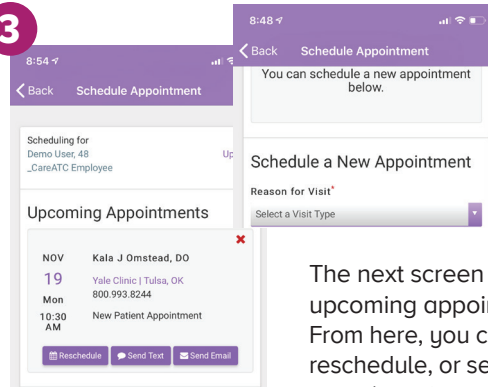 3
8:54
Back Schedule Appointment
Scheduling for
Demo User, 48
_CareATC Employee
Upcoming Appointments
NOV Kala J Omstead, DO
19 Yale Clinic | Tulsa, OK
Mon 800.993.8244
10:30 New Patient Appointment
AM
Reschedule Send Text Send Email
8:48
Back Schedule Appointment
You can schedule a new appointment
below.
Schedule a New Appointment
Reason for Visit*
Select a Visit Type
The next screen
upcoming
From here, you
reschedule, or